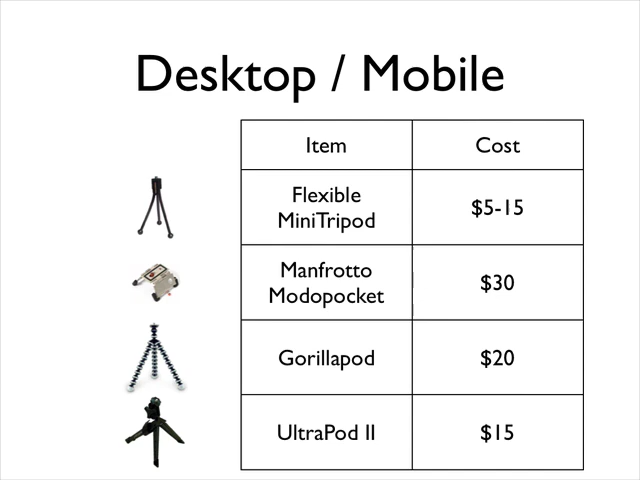 Desktop / Mobile
Item Cost
Flexible
MiniTripod $5-15
Manfrotto
Modopocket $30
Gorillapod $20
UltraPod II $15